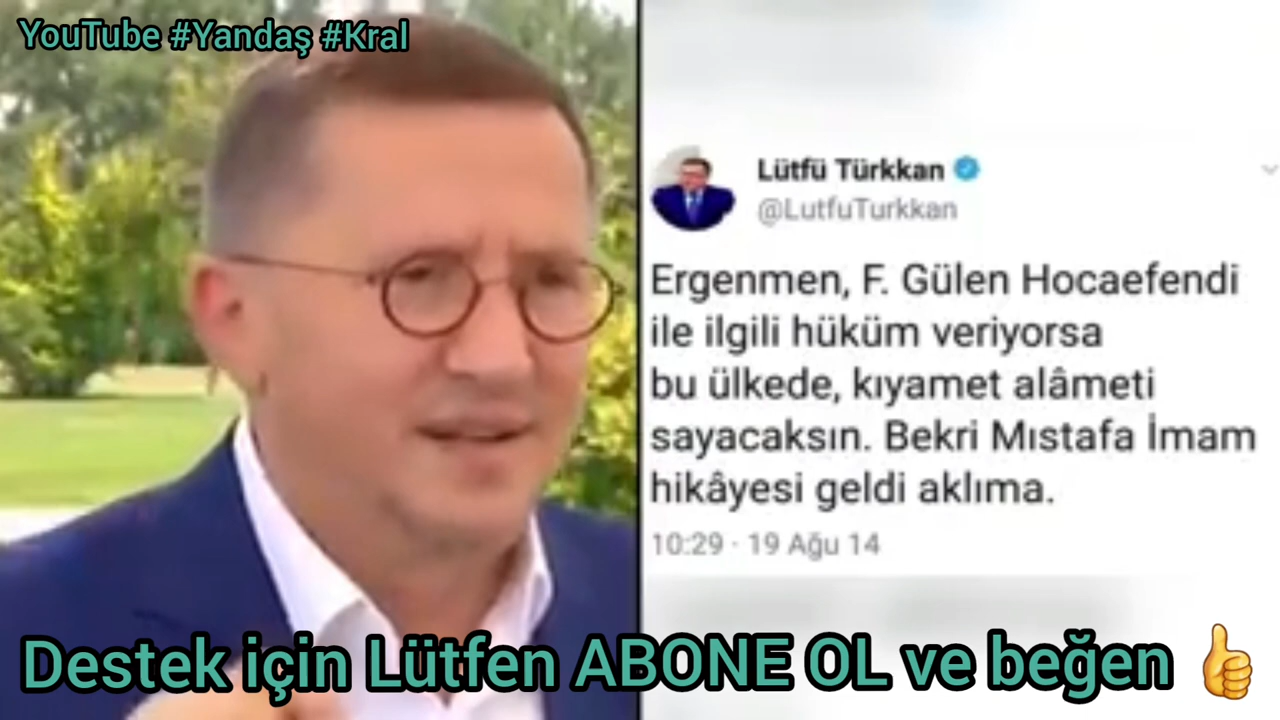 YouTube #Yandaş #Kral
Lütfü Türkkan
@LutfuTurkkan
Ergenmen, F. Gülen Hocaefendi
ile ilgili hüküm veriyorsa
bu ülkede, kıyamet alâmeti
sayacaksın. Bekri Mıstafa İmam
hikâyesi geldi aklıma.
10:29 · 19 Ağu 14
Destek için Lütfen ABONE OL ve beğen 👍